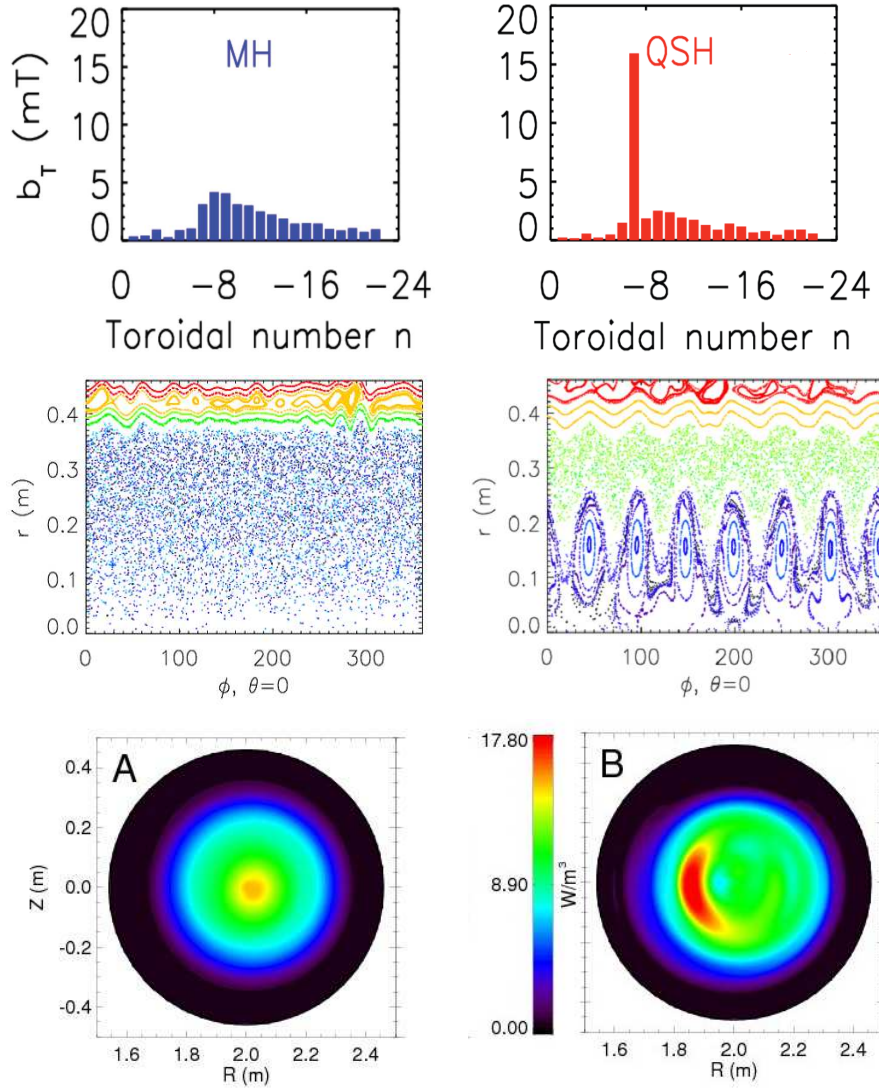 20
15
10
5
0
b_T (mT)
MH
0 -8 -16 -24
20
15
10
5
0
QSH
0 -8 -16 -24
Toroidal number n
Toroidal number n
0.4
0.3
0.2
0.1
0.0
r (m)
0 100 200 300
φ, θ=0
0.4
0.3
0.2
0.1
0.0
r (m)
0 100 200 300
φ, θ=0
A
0.4
0.2
0.0
-0.2
-0.4
Z (m)
1.6 1.8 2.0 2.2 2.4
R (m)
17.80
8.90
0.00
W/m³
B
1.6 1.8 2.0 2.2 2.4
R (m)